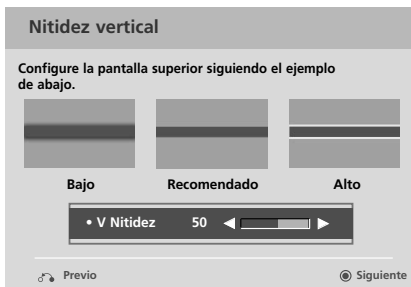 Nitidez vertical
Configure la pantalla superior siguiendo el ejemplo
de abajo.
Bajo Recomendado Alto
• V Nitidez 50
Previo Siguiente